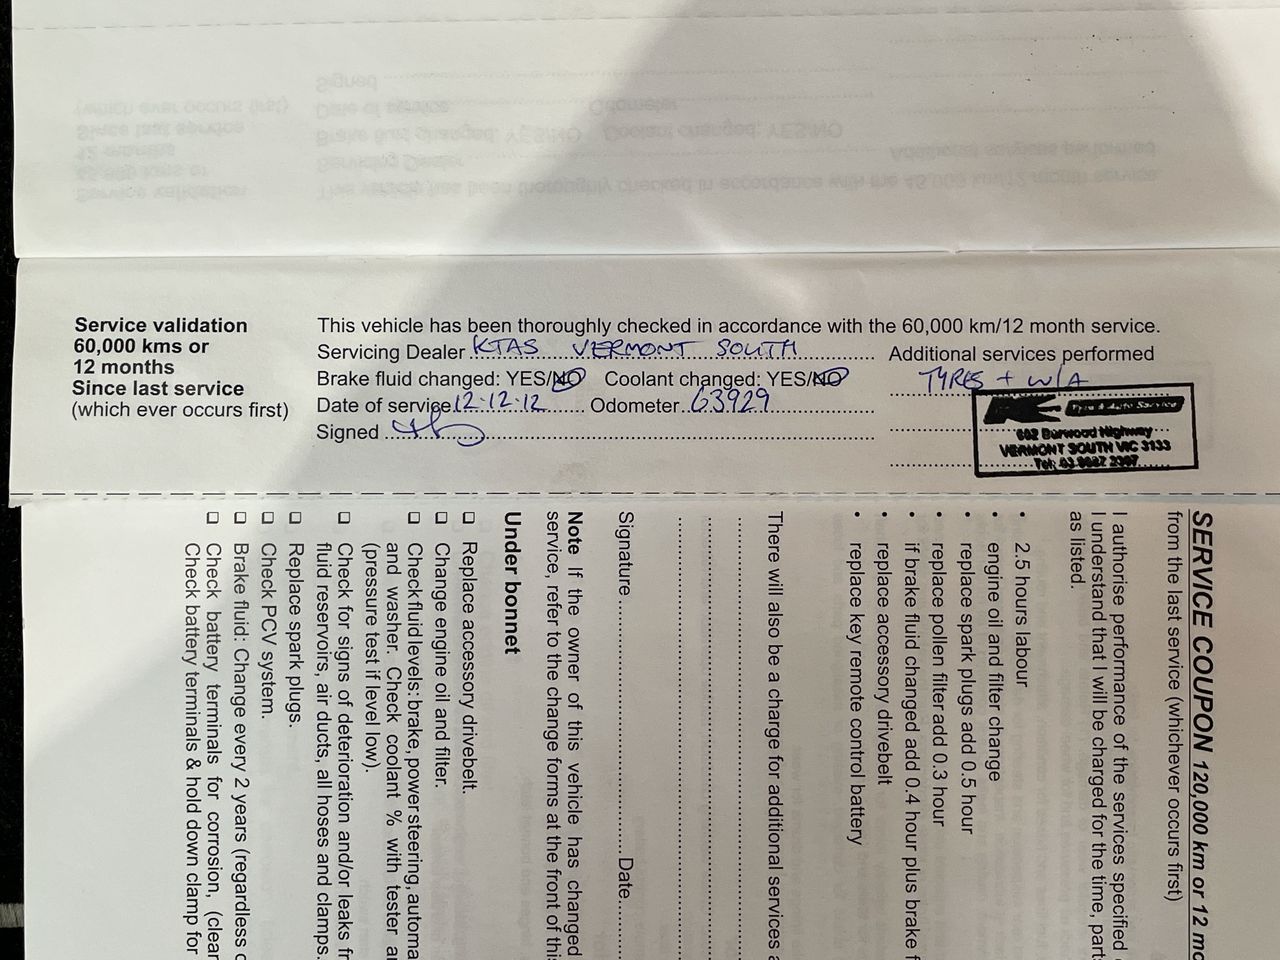 Service validation
60,000 kms or
12 months
Since last service
(which ever occurs first)
This vehicle has been thoroughly checked in accordance with the 60,000 km/12 month service.
Servicing Dealer KTAS VERMONT SOUTH
Brake fluid changed: YES/NO Coolant changed: YES/NO
Date of service 12.12.12 Odometer 63929
Signed
Additional services performed
TYRES + W/A
Tyre & Auto Service
682 Burwood Highway
VERMONT SOUTH VIC 3133
Tel: 03
SERVICE COUPON 120,000 km or 12 mo
from the last service (whichever occurs first)
I authorise performance of the services specified
I understand that I will be charged for the time, part
as listed.
• 2.5 hours labour
• engine oil and filter change
• replace spark plugs add 0.5 hour
• replace pollen filter add 0.3 hour
• if brake fluid changed add 0.4 hour plus brake f
• replace accessory drivebelt
• replace key remote control battery
There will also be a charge for additional services a
Signature Date
Note If the owner of this vehicle has changed
service, refer to the change forms at the front of this
Under bonnet
❑ Replace accessory drivebelt.
❑ Change engine oil and filter.
❑ Check fluid levels: brake, power steering, automa
and washer. Check coolant % with tester an
(pressure test if level low).
❑ Check for signs of deterioration and/or leaks fr
fluid reservoirs, air ducts, all hoses and clamps.
❑ Replace spark plugs.
❑ Check PCV system.
❑ Brake fluid: Change every 2 years (regardless o
❑ Check battery terminals for corrosion, (clean
Check battery terminals & hold down clamp for